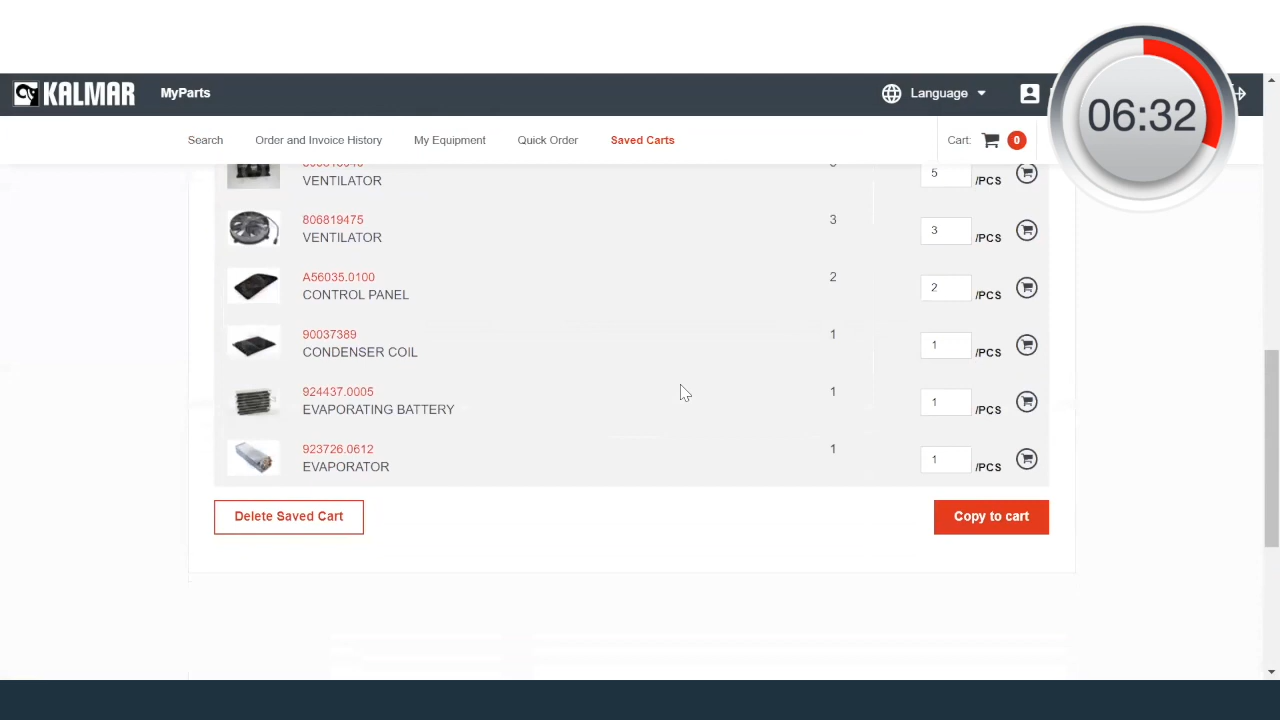 KALMAR MyParts Language
06:32
Search Order and Invoice History My Equipment Quick Order Saved Carts Cart: 0
VENTILATOR 5 /PCS
806819475 3 3
VENTILATOR /PCS
A56035.0100 2 2
CONTROL PANEL /PCS
90037389 1 1
CONDENSER COIL /PCS
924437.0005 1 1
EVAPORATING BATTERY /PCS
923726.0612 1 1
EVAPORATOR /PCS
Delete Saved Cart Copy to cart